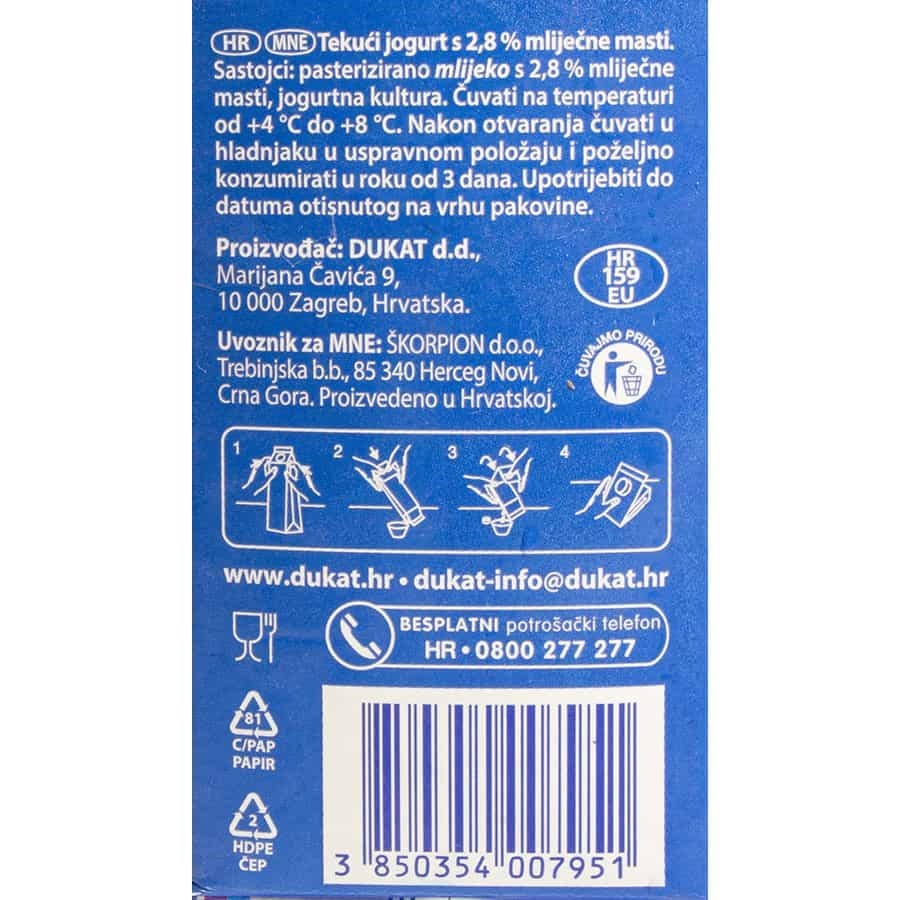 HR MNE Tekući jogurt s 2,8 % mliječne masti.
Sastojci: pasterizirano mlijeko s 2,8 % mliječne
masti, jogurtna kultura. Čuvati na temperaturi
od +4 °C do +8 °C. Nakon otvaranja čuvati u
hladnjaku u uspravnom položaju i poželjno
konzumirati u roku od 3 dana. Upotrijebiti do
datuma otisnutog na vrhu pakovine.
Proizvođač: DUKAT d.d.,
Marijana Čavića 9,
10 000 Zagreb, Hrvatska.
HR
159
EU
Uvoznik za MNE: ŠKORPION d.o.o.,
Trebinjska b.b., 85 340 Herceg Novi,
Crna Gora. Proizvedeno u Hrvatskoj.
ČUVAJMO PRIRODU
1 2 3 4
www.dukat.hr • dukat-info@dukat.hr
BESPLATNI potrošački telefon
HR • 0800 277 277
81
C/PAP
PAPIR
2
HDPE
ČEP
3 850354 007951